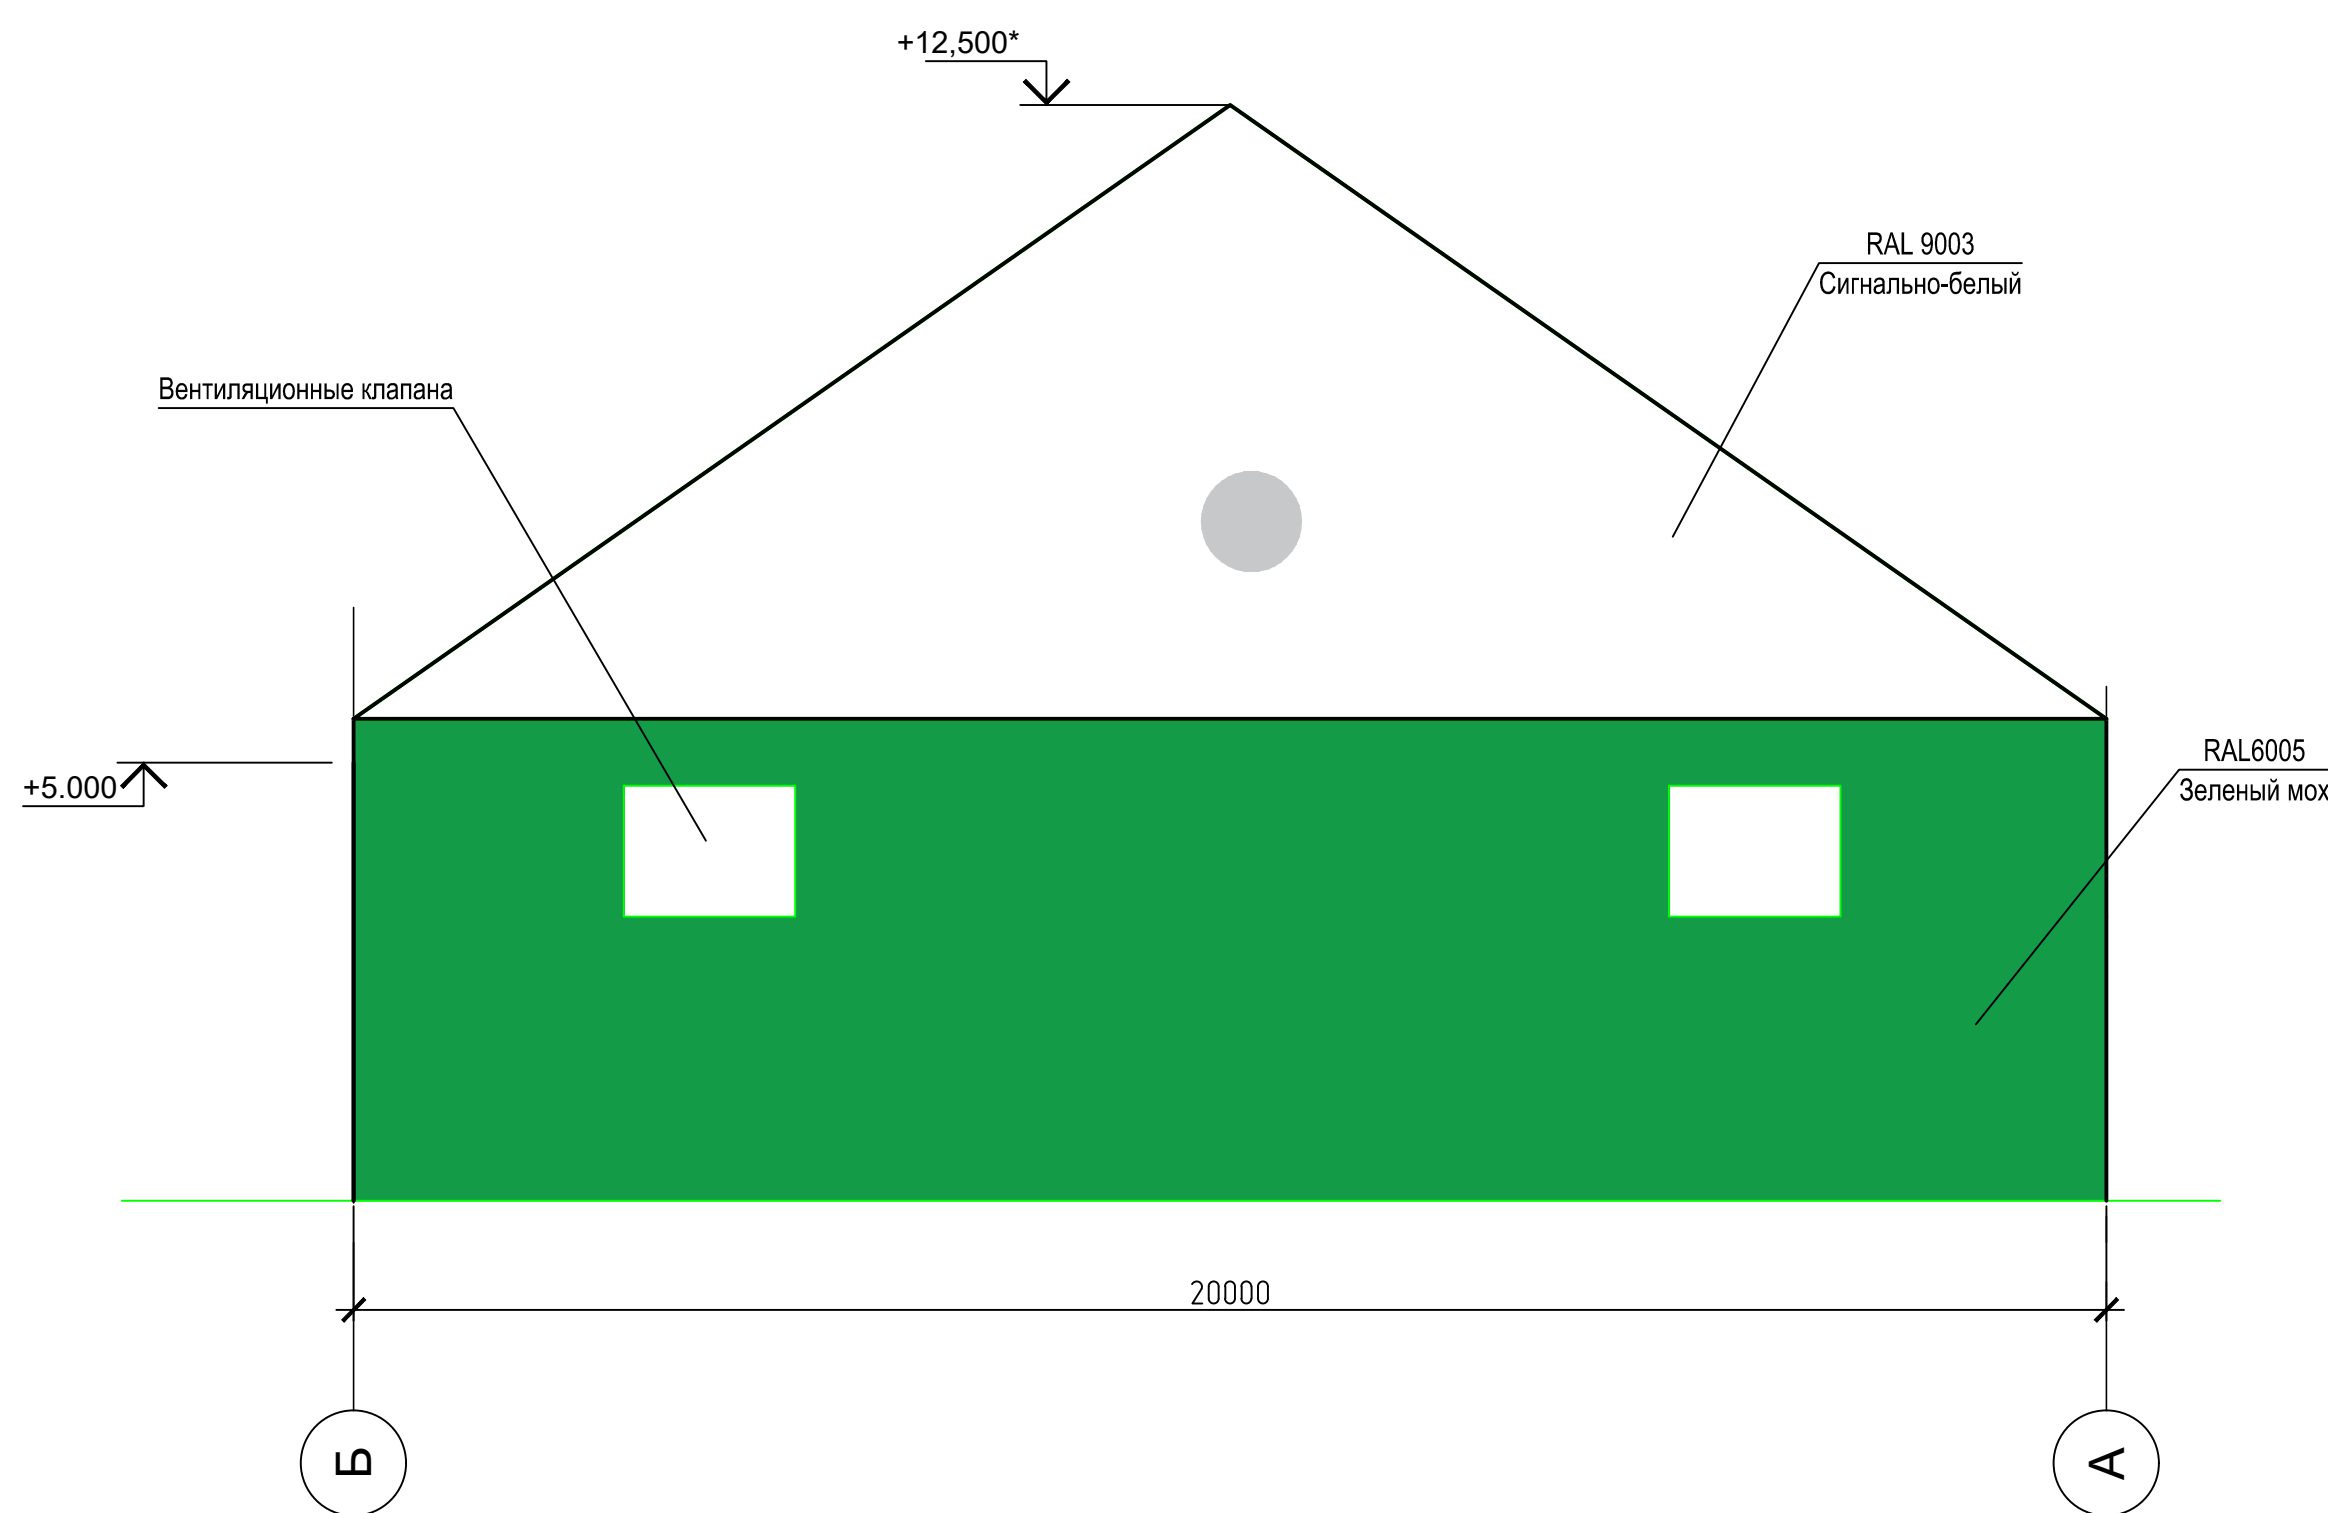 +12,500*
RAL 9003
Сигнально-белый
Вентиляционные клапана
RAL6005
Зеленый мох
+5.000
20000
Б
А